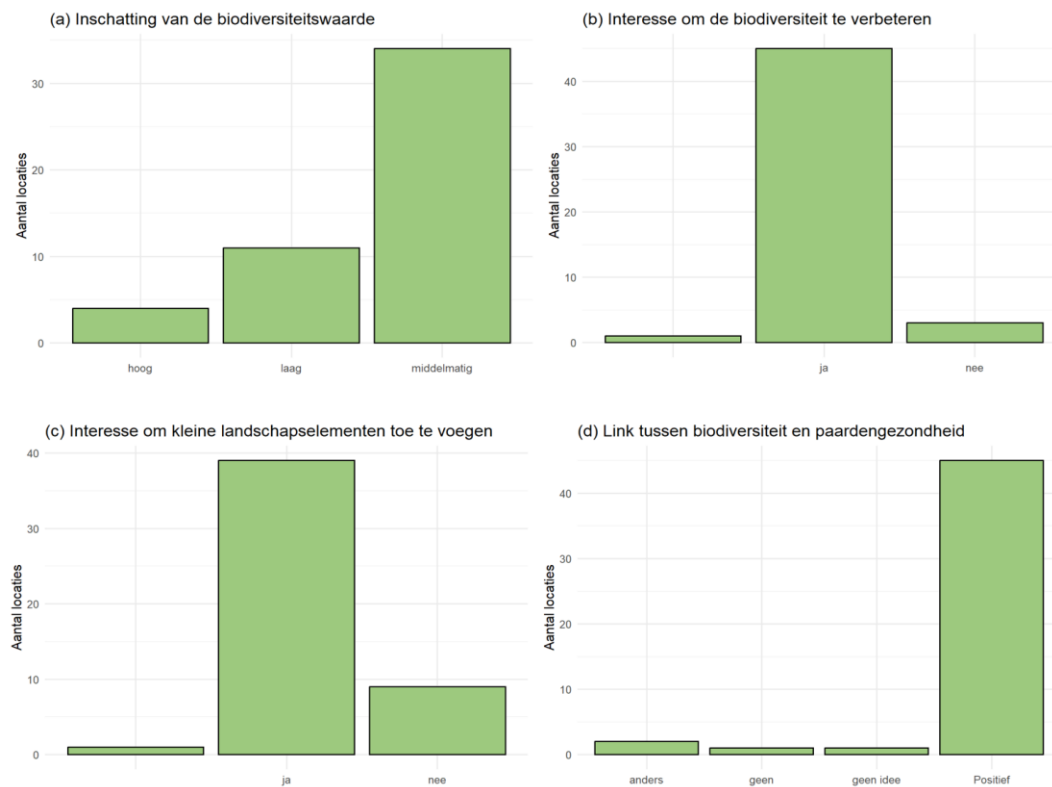 (a) Inschatting van de biodiversiteitswaarde
Aantal locaties
30
20
10
0
hoog laag middelmatig
(b) Interesse om de biodiversiteit te verbeteren
Aantal locaties
40
30
20
10
0
ja nee
(c) Interesse om kleine landschapselementen toe te voegen
Aantal locaties
40
30
20
10
0
ja nee
(d) Link tussen biodiversiteit en paardengezondheid
Aantal locaties
40
30
20
10
0
anders geen geen idee Positief